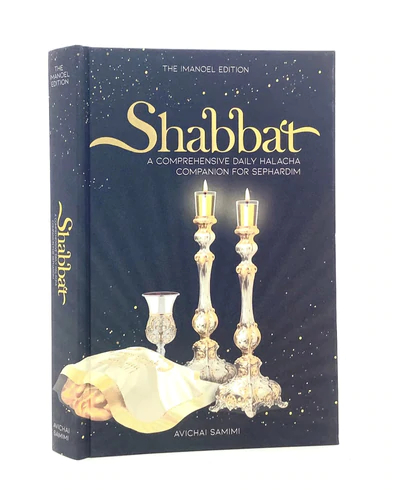 THE
IMANOEL
EDITION
Shabbat
AVICHAI
SAMIMI
THE IMANOEL EDITION
Shabbat
A COMPREHENSIVE DAILY HALACHA
COMPANION FOR SEPHARDIM
AVICHAI SAMIMI